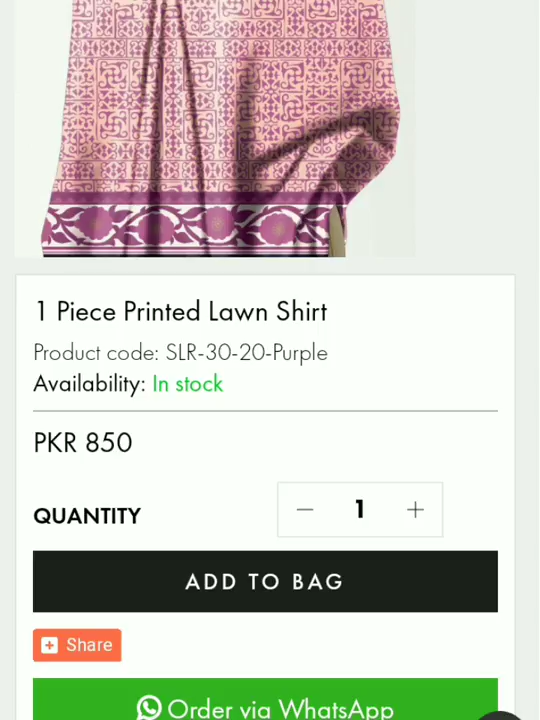 1 Piece Printed Lawn Shirt
Product code: SLR-30-20-Purple
Availability: In stock
PKR 850
QUANTITY
− 1 +
ADD TO BAG
Share
Order via WhatsApp